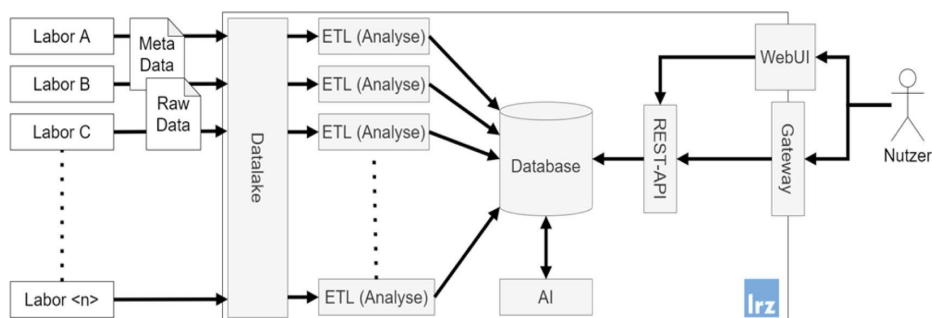 Labor A
Labor B
Labor C
Labor <n>
Meta
Data
Raw
Data
Datalake
ETL (Analyse)
ETL (Analyse)
ETL (Analyse)
ETL (Analyse)
Database
AI
REST-API
WebUI
Gateway
Nutzer
lrz